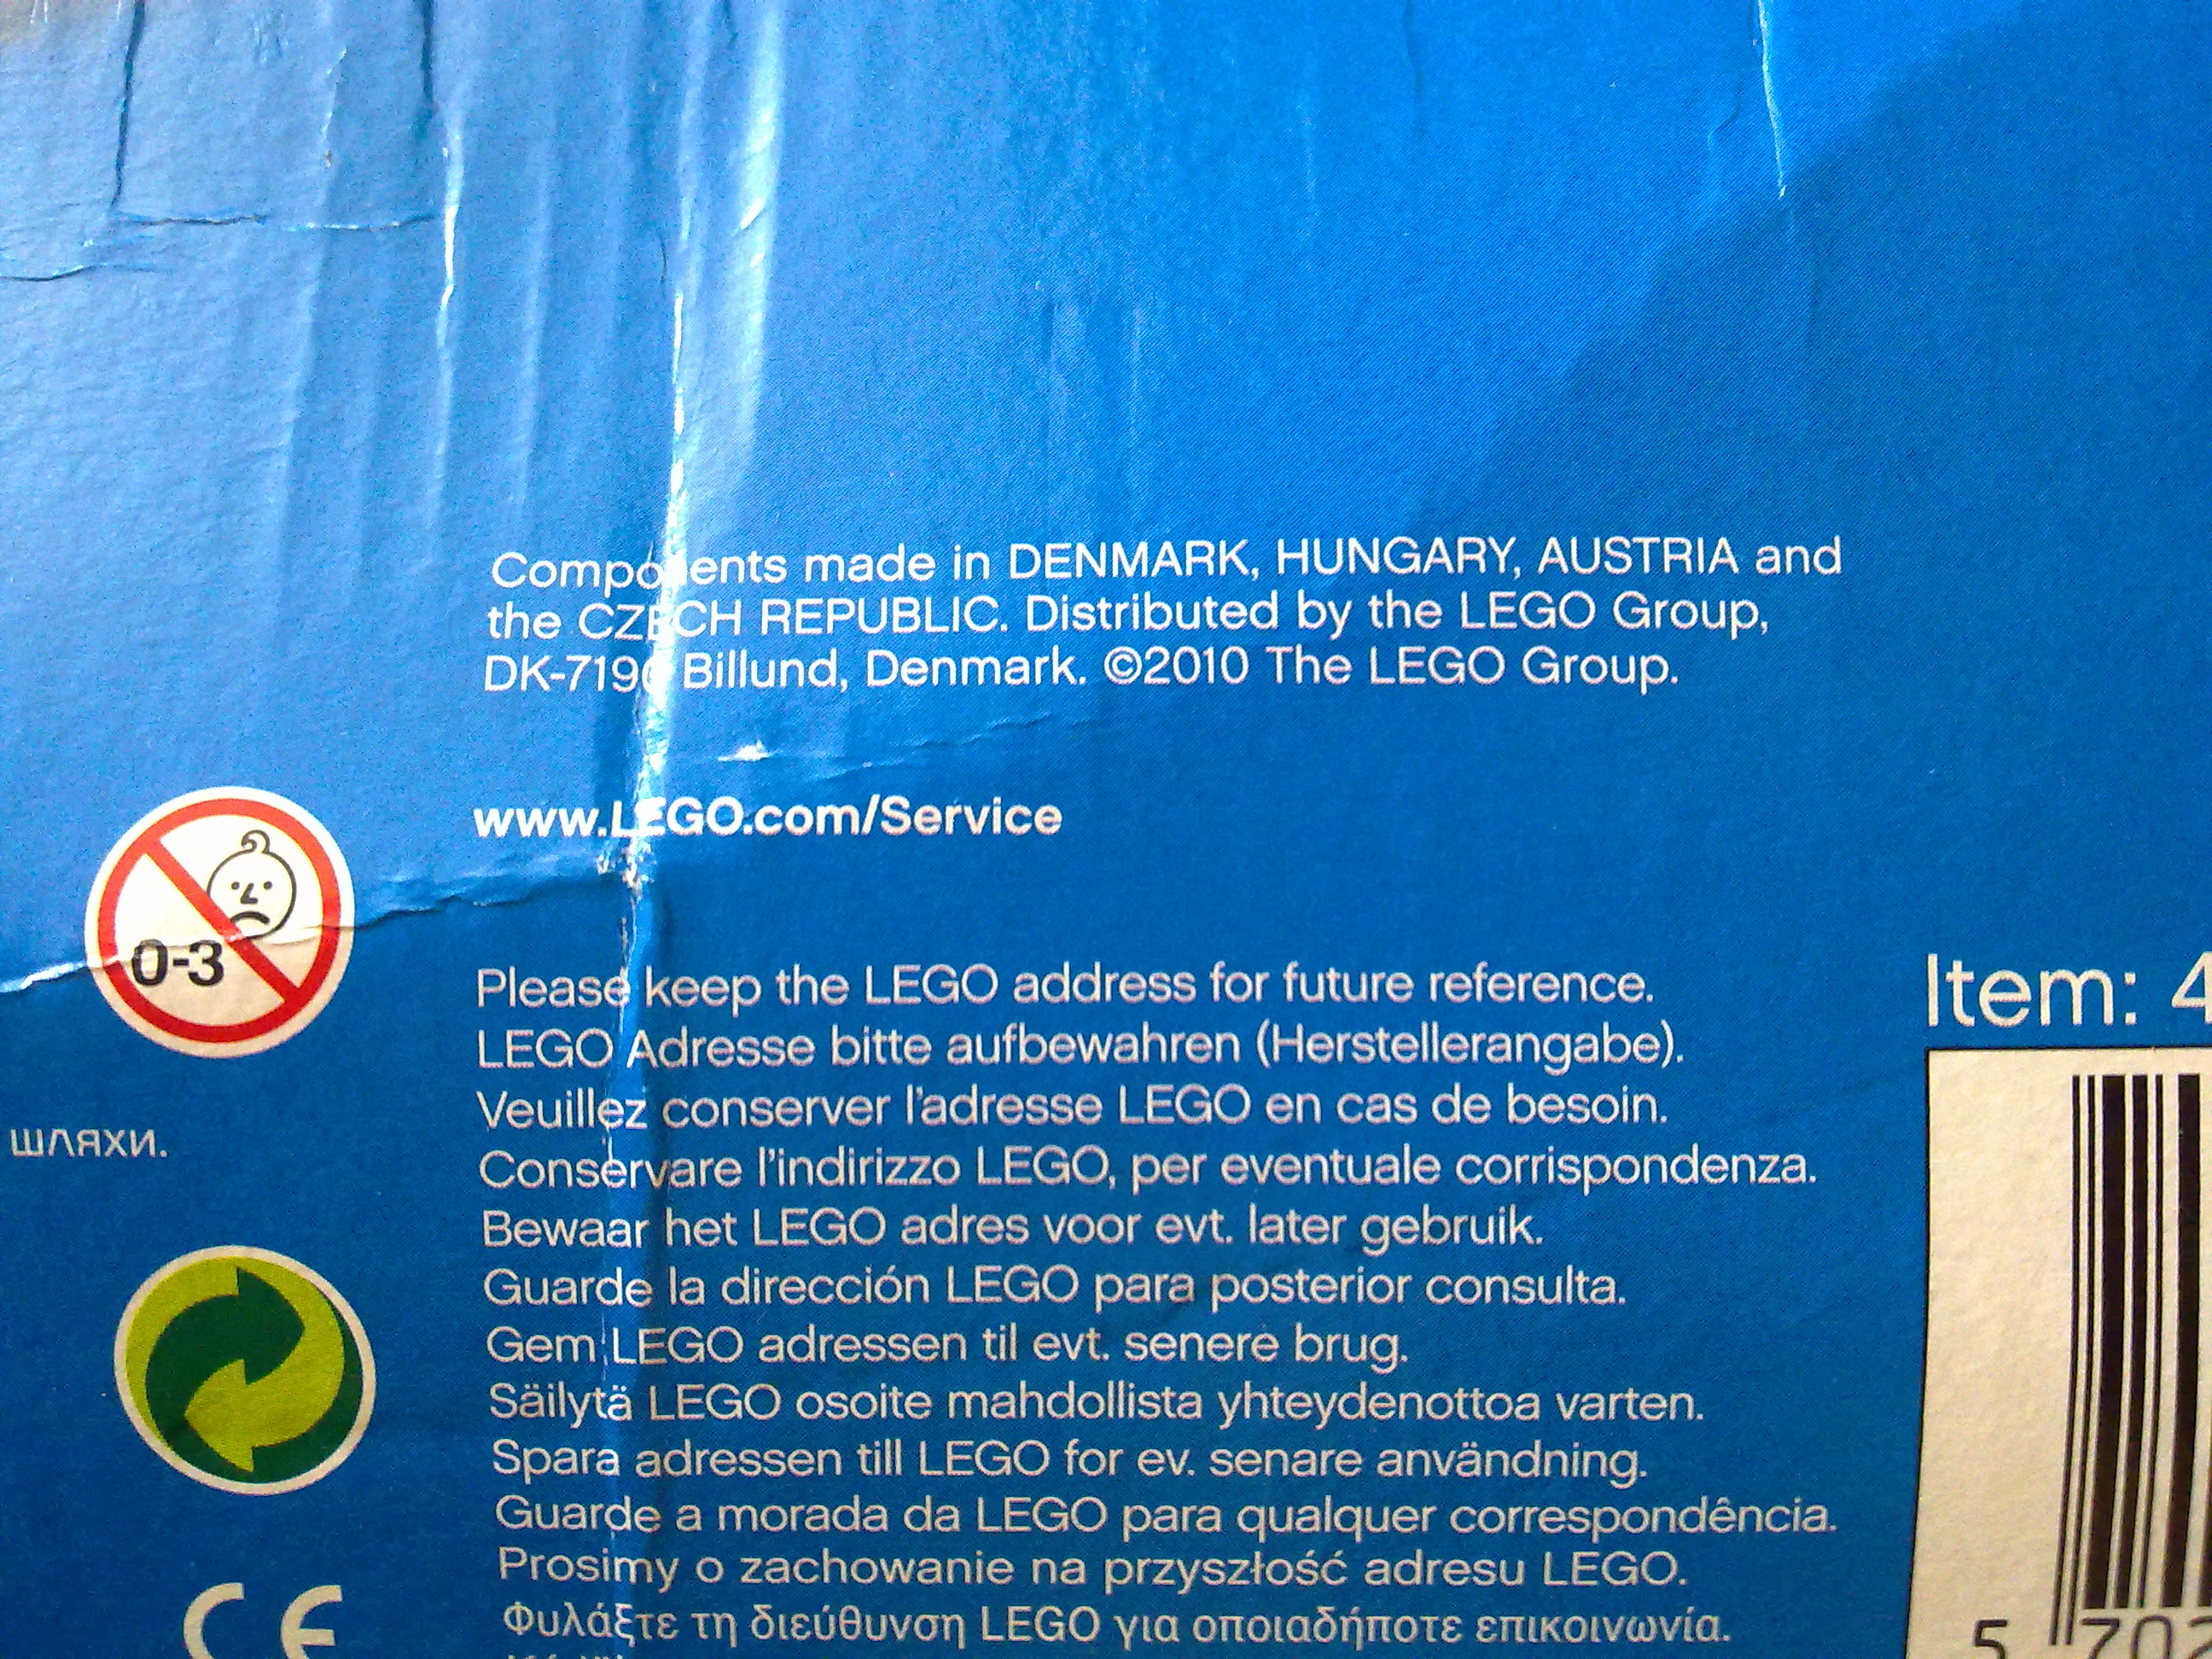 Components made in DENMARK, HUNGARY, AUSTRIA and
the CZECH REPUBLIC. Distributed by the LEGO Group,
DK-7190 Billund, Denmark. ©2010 The LEGO Group.
www.LEGO.com/Service
0-3
Please keep the LEGO address for future reference.
LEGO Adresse bitte aufbewahren (Herstellerangabe).
Veuillez conserver l'adresse LEGO en cas de besoin.
Conservare l'indirizzo LEGO, per eventuale corrispondenza.
Bewaar het LEGO adres voor evt. later gebruik.
Guarde la dirección LEGO para posterior consulta.
Gem LEGO adressen til evt. senere brug.
Säilytä LEGO osoite mahdollista yhteydenottoa varten.
Spara adressen till LEGO for ev. senare användning.
Guarde a morada da LEGO para qualquer correspondência.
Prosimy o zachowanie na przyszłość adresu LEGO.
Φυλάξτε τη διεύθυνση LEGO για οποιαδήποτε επικοινωνία.
шляхи.
CE
Item: 4
5 702